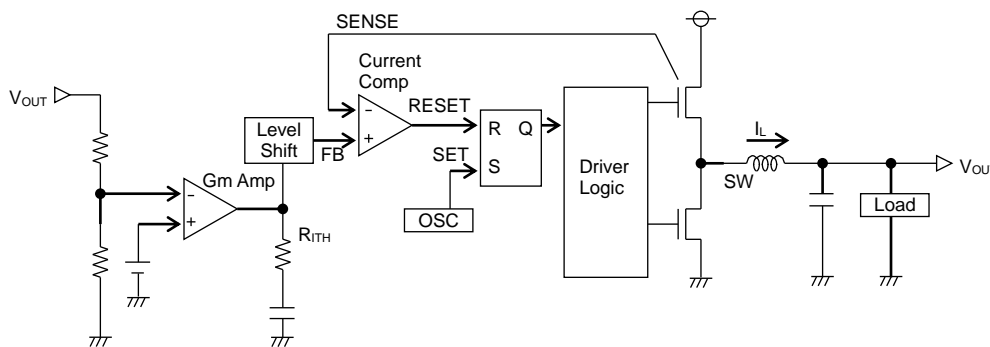 SENSE
Current
Comp
V_OUT
-
+
RESET
Level
Shift
FB
R Q
S
SET
OSC
Gm Amp
-
+
R_ITH
Driver
Logic
I_L
SW
V_OU
Load